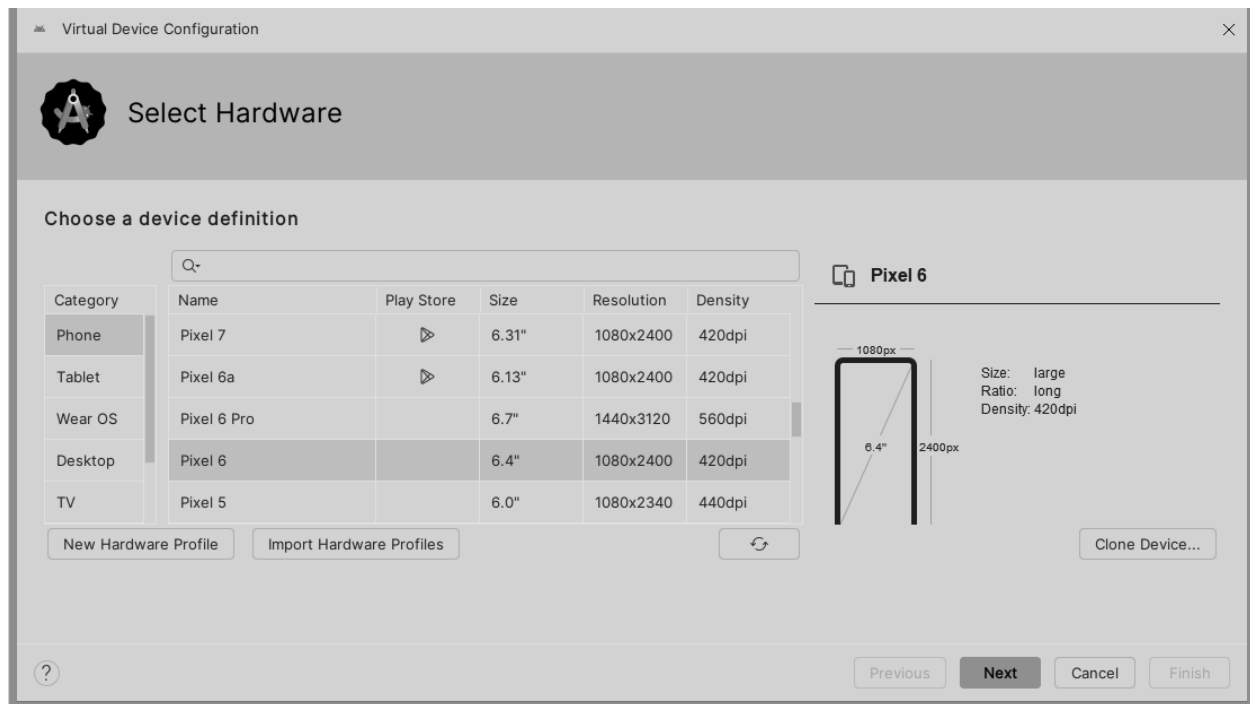 Virtual Device Configuration
Select Hardware
Choose a device definition
Category Name Play Store Size Resolution Density
Phone Pixel 7 6.31" 1080x2400 420dpi
Tablet Pixel 6a 6.13" 1080x2400 420dpi
Wear OS Pixel 6 Pro 6.7" 1440x3120 560dpi
Desktop Pixel 6 6.4" 1080x2400 420dpi
TV Pixel 5 6.0" 1080x2340 440dpi
New Hardware Profile Import Hardware Profiles
Pixel 6
1080px
Size: large
Ratio: long
Density: 420dpi
6.4" 2400px
Clone Device...
? Previous Next Cancel Finish